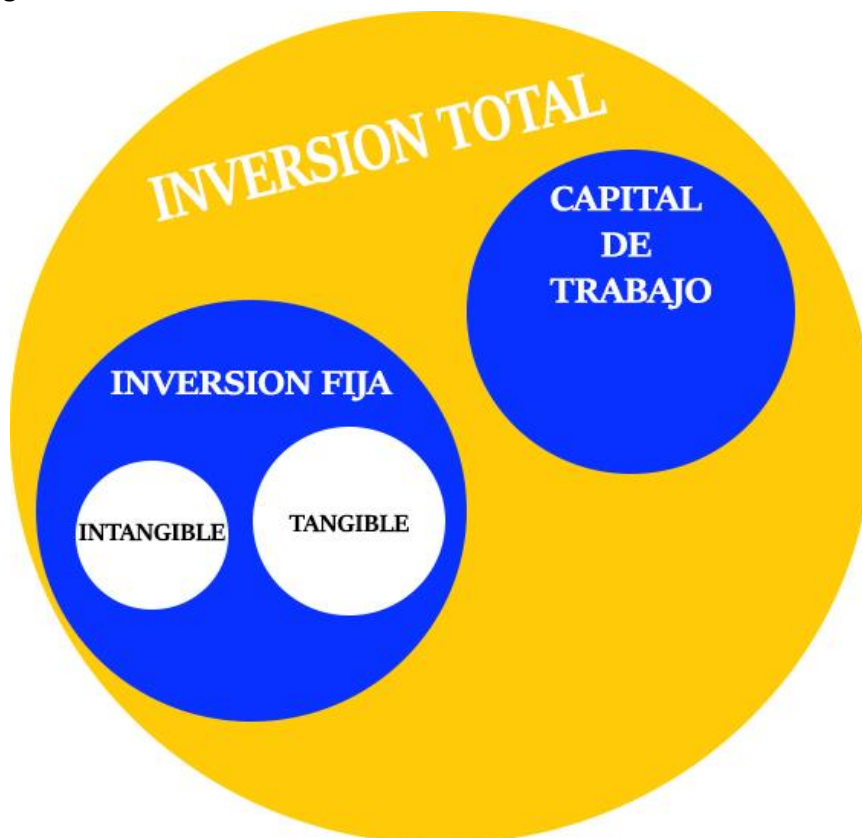 INVERSION TOTAL
CAPITAL
DE
TRABAJO
INVERSION FIJA
INTANGIBLE
TANGIBLE